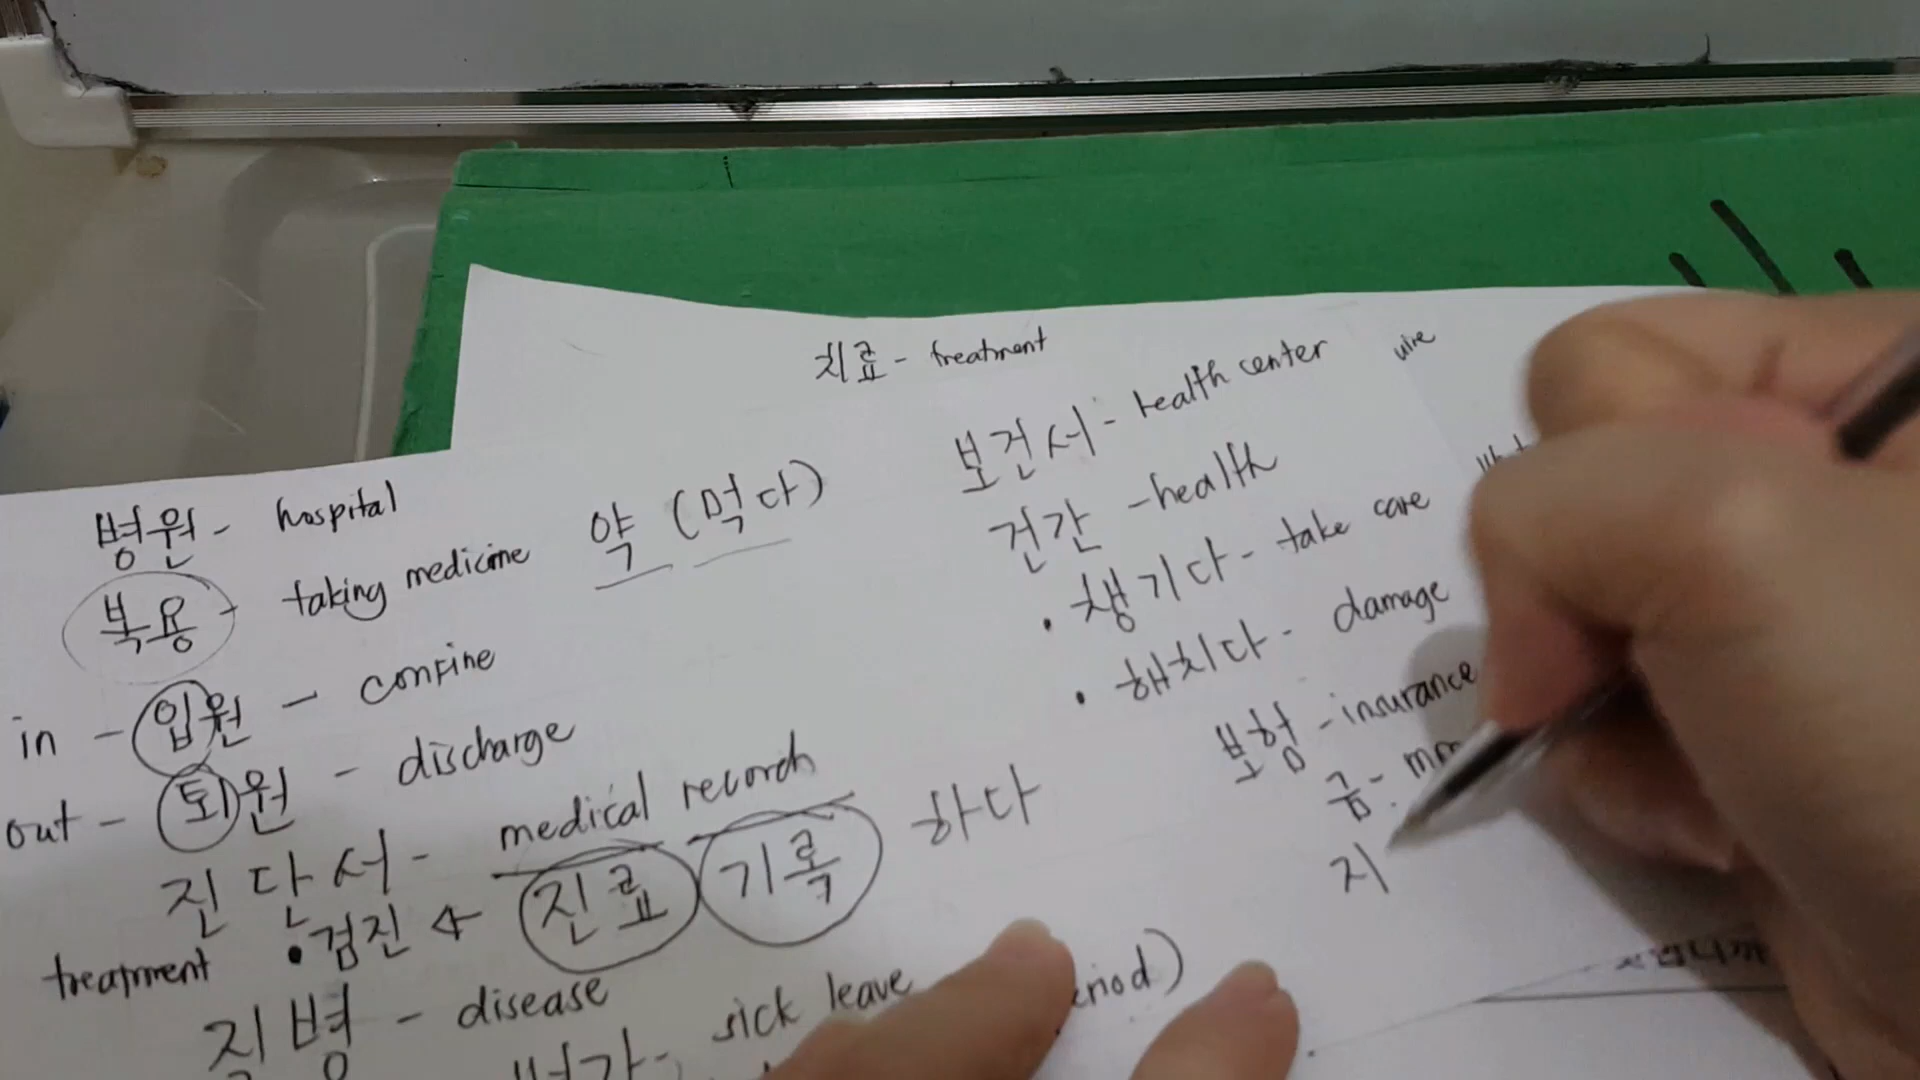 치료 - treatment
병원 - hospital
복용 - taking medicine 약 (먹다)
in - 입원 - confine
out - 퇴원 - discharge
진단서 - medical record
treatment • 검진 진료 기록 하다
질병 - disease
sick leave
보건서 - health center
건간 - health
• 챙기다 - take care
• 해치다 - damage
보험 - insurance
금 -
지